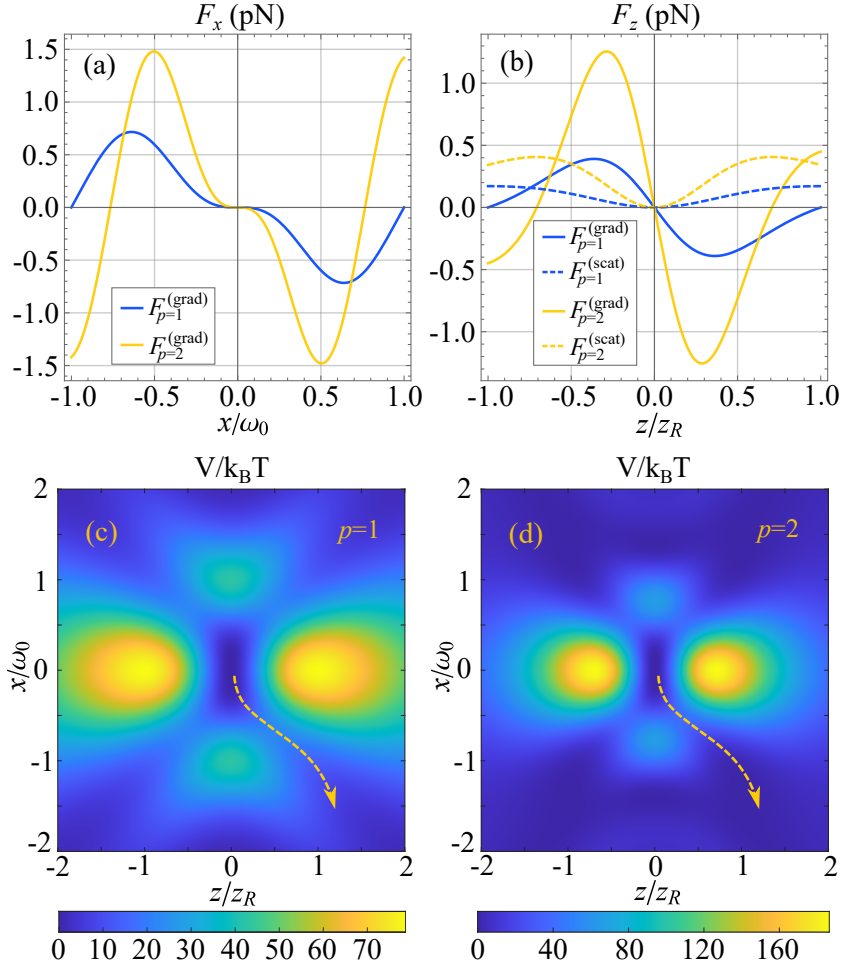 F_x (pN)
(a)
1.5
1.0
0.5
0.0
-0.5
-1.0
-1.5
F_{p=1}^{(grad)}
F_{p=2}^{(grad)}
-1.0 -0.5 0.0 0.5 1.0
x/ω_0
F_z (pN)
(b)
1.0
0.5
0.0
-0.5
-1.0
F_{p=1}^{(grad)}
F_{p=1}^{(scat)}
F_{p=2}^{(grad)}
F_{p=2}^{(scat)}
-1.0 -0.5 0.0 0.5 1.0
z/z_R
V/k_BT
(c) p=1
2
1
0
-1
-2
x/ω_0
-2 -1 0 1 2
z/z_R
0 10 20 30 40 50 60 70
V/k_BT
(d) p=2
2
1
0
-1
-2
x/ω_0
-2 -1 0 1 2
z/z_R
0 40 80 120 160